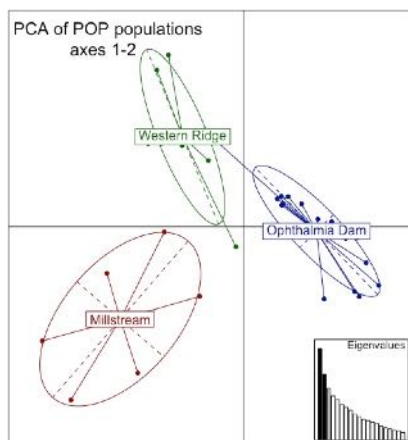 PCA of POP populations
axes 1-2
Western Ridge
Ophthalmia Dam
Millstream
Eigenvalues